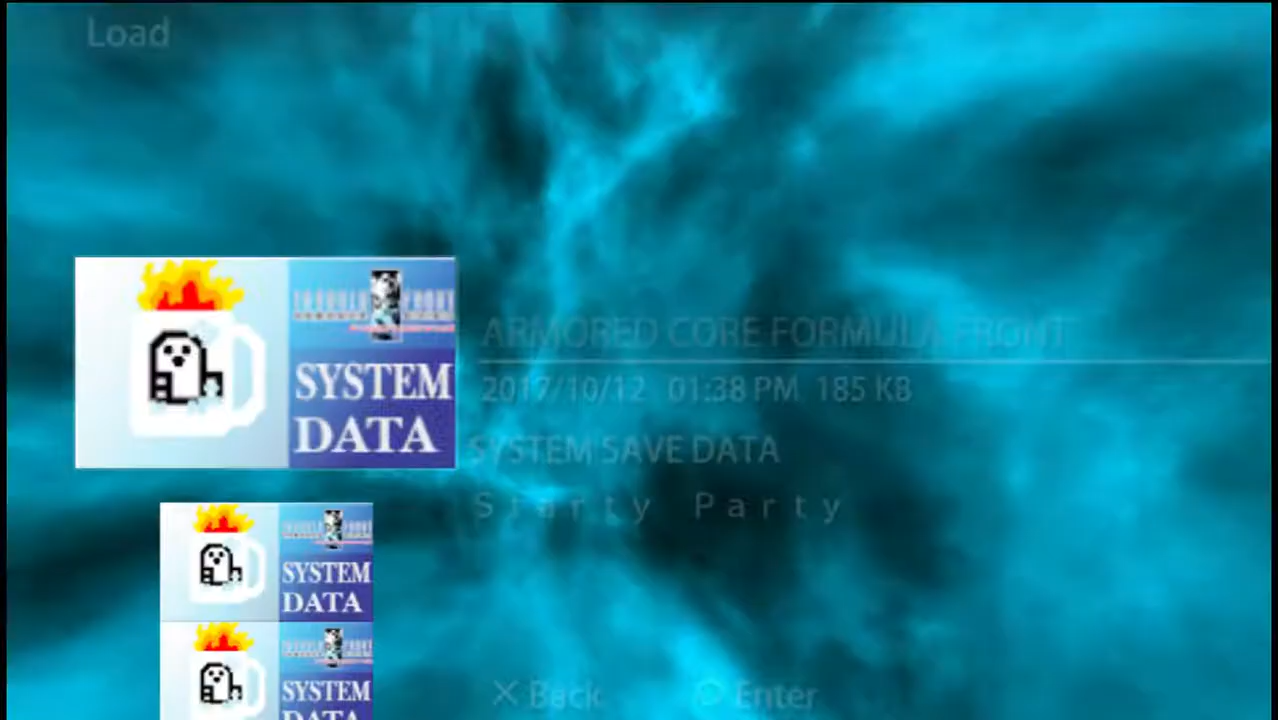 Load
ARMORED CORE FORMULA FRONT
2017/10/12 01:38 PM 185 KB
SYSTEM SAVE DATA
Starty Party
SYSTEM
DATA
SYSTEM
DATA
SYSTEM
DATA
X Back O Enter